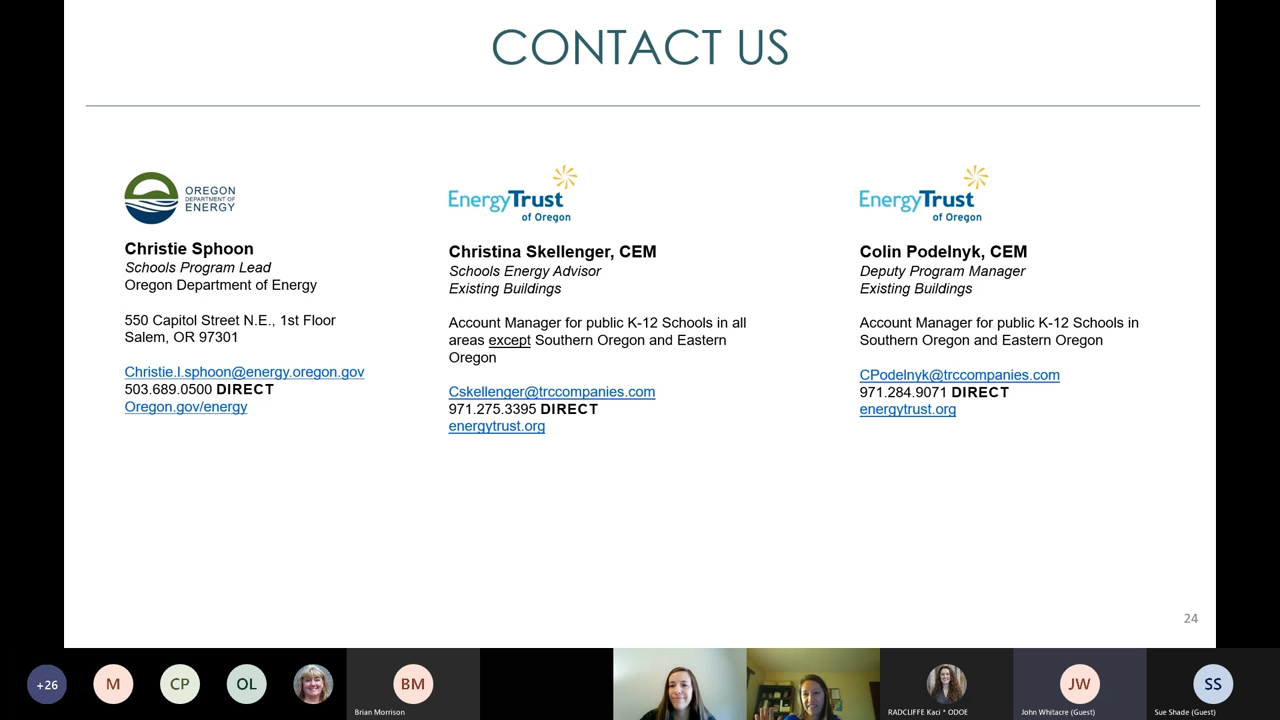 CONTACT US
OREGON
DEPARTMENT OF
ENERGY
Christie Sphoon
Schools Program Lead
Oregon Department of Energy
550 Capitol Street N.E., 1st Floor
Salem, OR 97301
Christie.l.sphoon@energy.oregon.gov
503.689.0500 DIRECT
Oregon.gov/energy
EnergyTrust
of Oregon
Christina Skellenger, CEM
Schools Energy Advisor
Existing Buildings
Account Manager for public K-12 Schools in all
areas except Southern Oregon and Eastern
Oregon
Cskellenger@trccompanies.com
971.275.3395 DIRECT
energytrust.org
EnergyTrust
of Oregon
Colin Podelnyk, CEM
Deputy Program Manager
Existing Buildings
Account Manager for public K-12 Schools in
Southern Oregon and Eastern Oregon
CPodelnyk@trccompanies.com
971.284.9071 DIRECT
energytrust.org
24
+26
M
CP
OL
BM
Brian Morrison
RADCLIFFE Kaci * ODOE
JW
John Whitacre (Guest)
SS
Sue Shade (Guest)